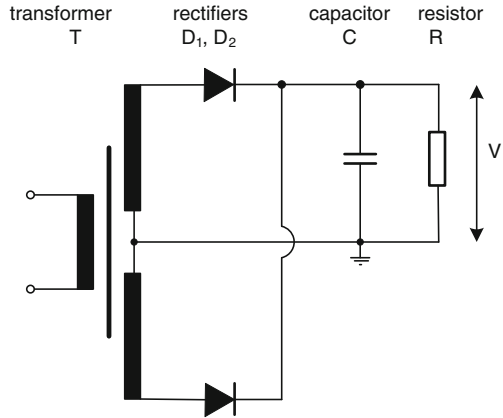 transformer
T
rectifiers
D₁, D₂
capacitor
C
resistor
R
V